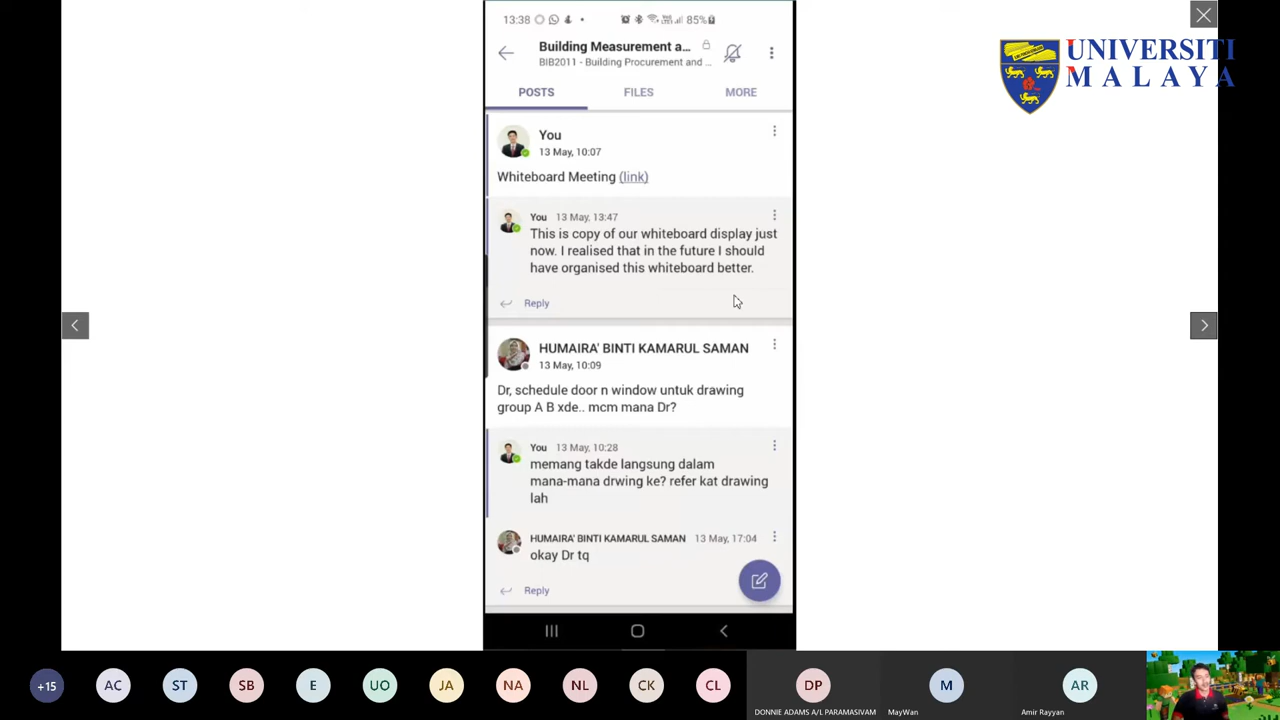 13:38
85%
UNIVERSITI
MALAYA
Building Measurement a...
BIB2011 - Building Procurement and ...
POSTS FILES MORE
You
13 May, 10:07
Whiteboard Meeting (link)
You 13 May, 13:47
This is copy of our whiteboard display just
now. I realised that in the future I should
have organised this whiteboard better.
Reply
HUMAIRA' BINTI KAMARUL SAMAN
13 May, 10:09
Dr, schedule door n window untuk drawing
group A B xde.. mcm mana Dr?
You 13 May, 10:28
memang takde langsung dalam
mana-mana drwing ke? refer kat drawing
lah
HUMAIRA' BINTI KAMARUL SAMAN 13 May, 17:04
okay Dr tq
Reply
+15 AC ST SB E UO JA NA NL CK CL DP M AR
DONNIE ADAMS A/L PARAMASIVAM MayWan Amir Rayyan